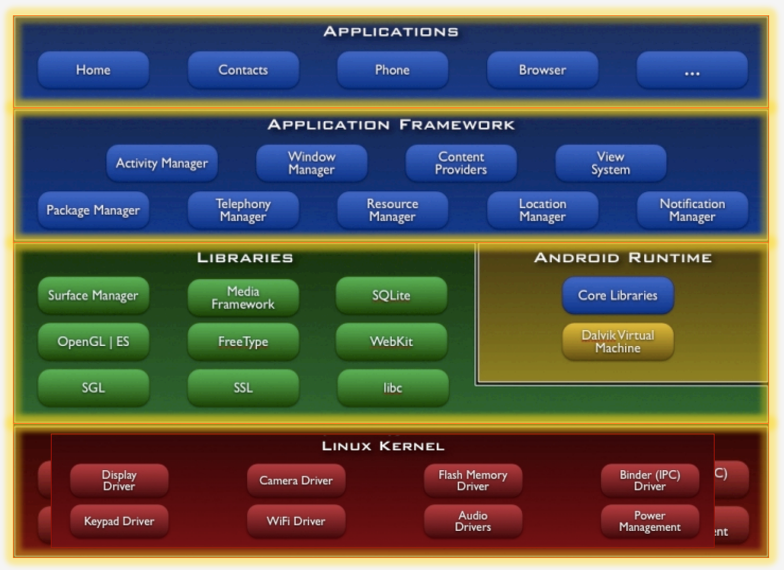 APPLICATIONS
Home Contacts Phone Browser ...
APPLICATION FRAMEWORK
Activity Manager
Window
Manager
Content
Providers
View
System
Package Manager
Telephony
Manager
Resource
Manager
Location
Manager
Notification
Manager
LIBRARIES
Surface Manager
Media
Framework
SQLite
OpenGL | ES
FreeType
WebKit
SGL
SSL
libc
ANDROID RUNTIME
Core Libraries
Dalvik Virtual
Machine
LINUX KERNEL
Display
Driver
Camera Driver
Flash Memory
Driver
Binder (IPC)
Driver
Keypad Driver
WiFi Driver
Audio
Drivers
Power
Management